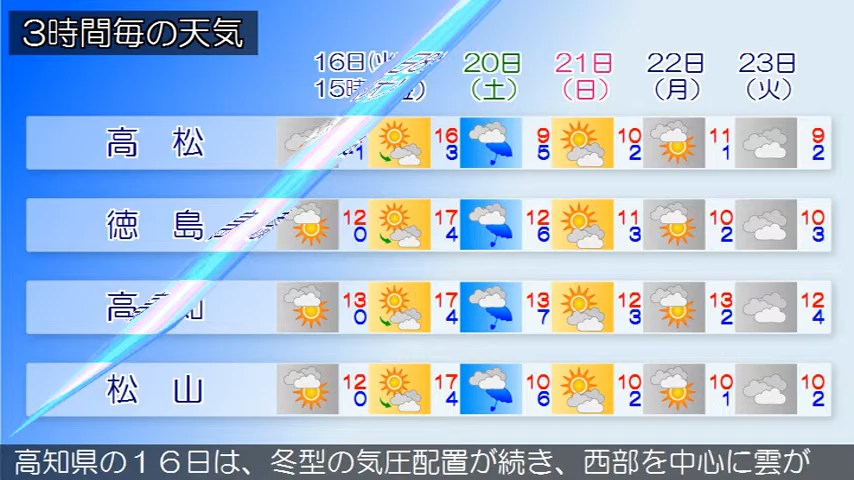 3時間毎の天気
16日(火 20日 21日 22日 23日
15時 (土) (日) (月) (火)
高 松 16 9 10 11 9
1 3 5 2 1 2
徳 島 12 17 12 11 10 10
0 4 6 3 2 3
高 知 13 17 13 12 13 12
0 4 7 3 2 4
松 山 12 17 10 10 10 10
0 4 6 2 1 2
高知県の１６日は、冬型の気圧配置が続き、西部を中心に雲が